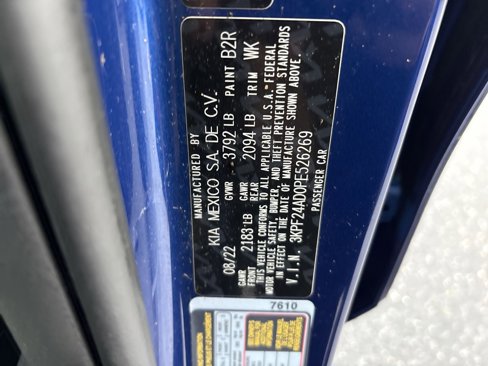 MANUFACTURED BY
KIA MEXICO S.A. DE C.V.
08/22 GVWR 3792 LB PAINT B2R
GAWR FRONT 2183 LB GAWR REAR 2094 LB TRIM WK
THIS VEHICLE CONFORMS TO ALL APPLICABLE U.S.A. FEDERAL
MOTOR VEHICLE SAFETY, BUMPER, AND THEFT PREVENTION STANDARDS
IN EFFECT ON THE DATE OF MANUFACTURE SHOWN ABOVE.
V.I.N. 3KPF24AD0PE526269
PASSENGER CAR
7610